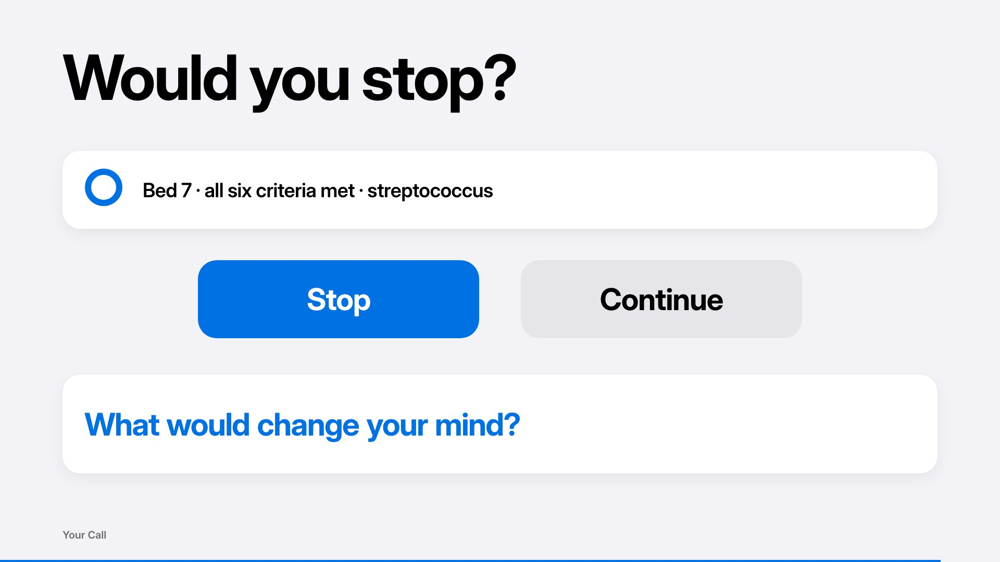 Would you stop?
Bed 7 · all six criteria met · streptococcus
Stop
Continue
What would change your mind?
Your Call